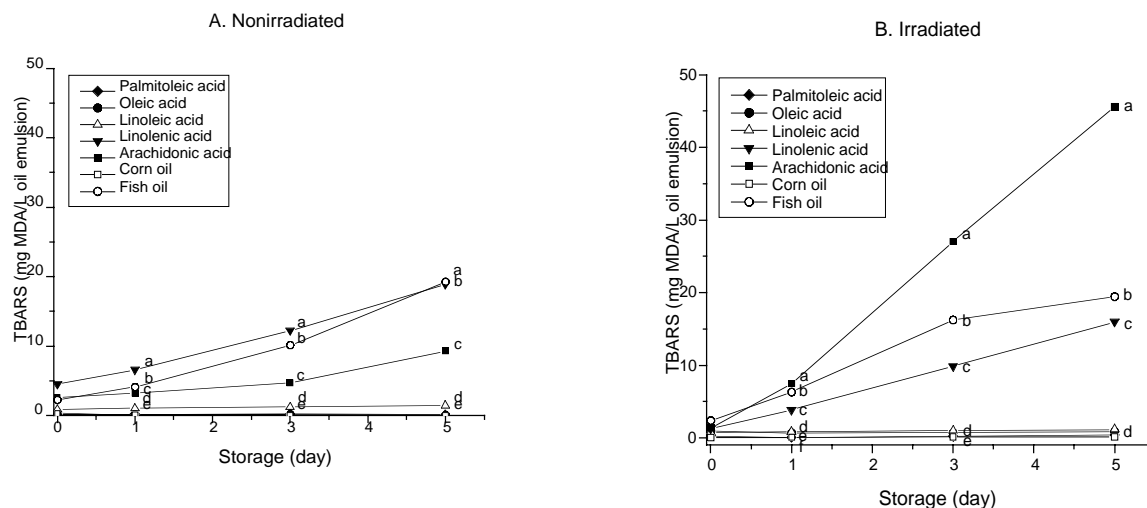 A. Nonirradiated
TBARS (mg MDA/L oil emulsion)
50
40
30
20
10
0
Palmitoleic acid
Oleic acid
Linoleic acid
Linolenic acid
Arachidonic acid
Corn oil
Fish oil
a
b
c
d
e
a
b
c
d
e
a
b
c
d
e
0
1
2
3
4
5
Storage (day)
B. Irradiated
TBARS (mg MDA/L oil emulsion)
50
40
30
20
10
0
Palmitoleic acid
Oleic acid
Linoleic acid
Linolenic acid
Arachidonic acid
Corn oil
Fish oil
a
b
c
d
e
a
b
c
d
e
a
b
c
d
0
1
2
3
4
5
Storage (day)